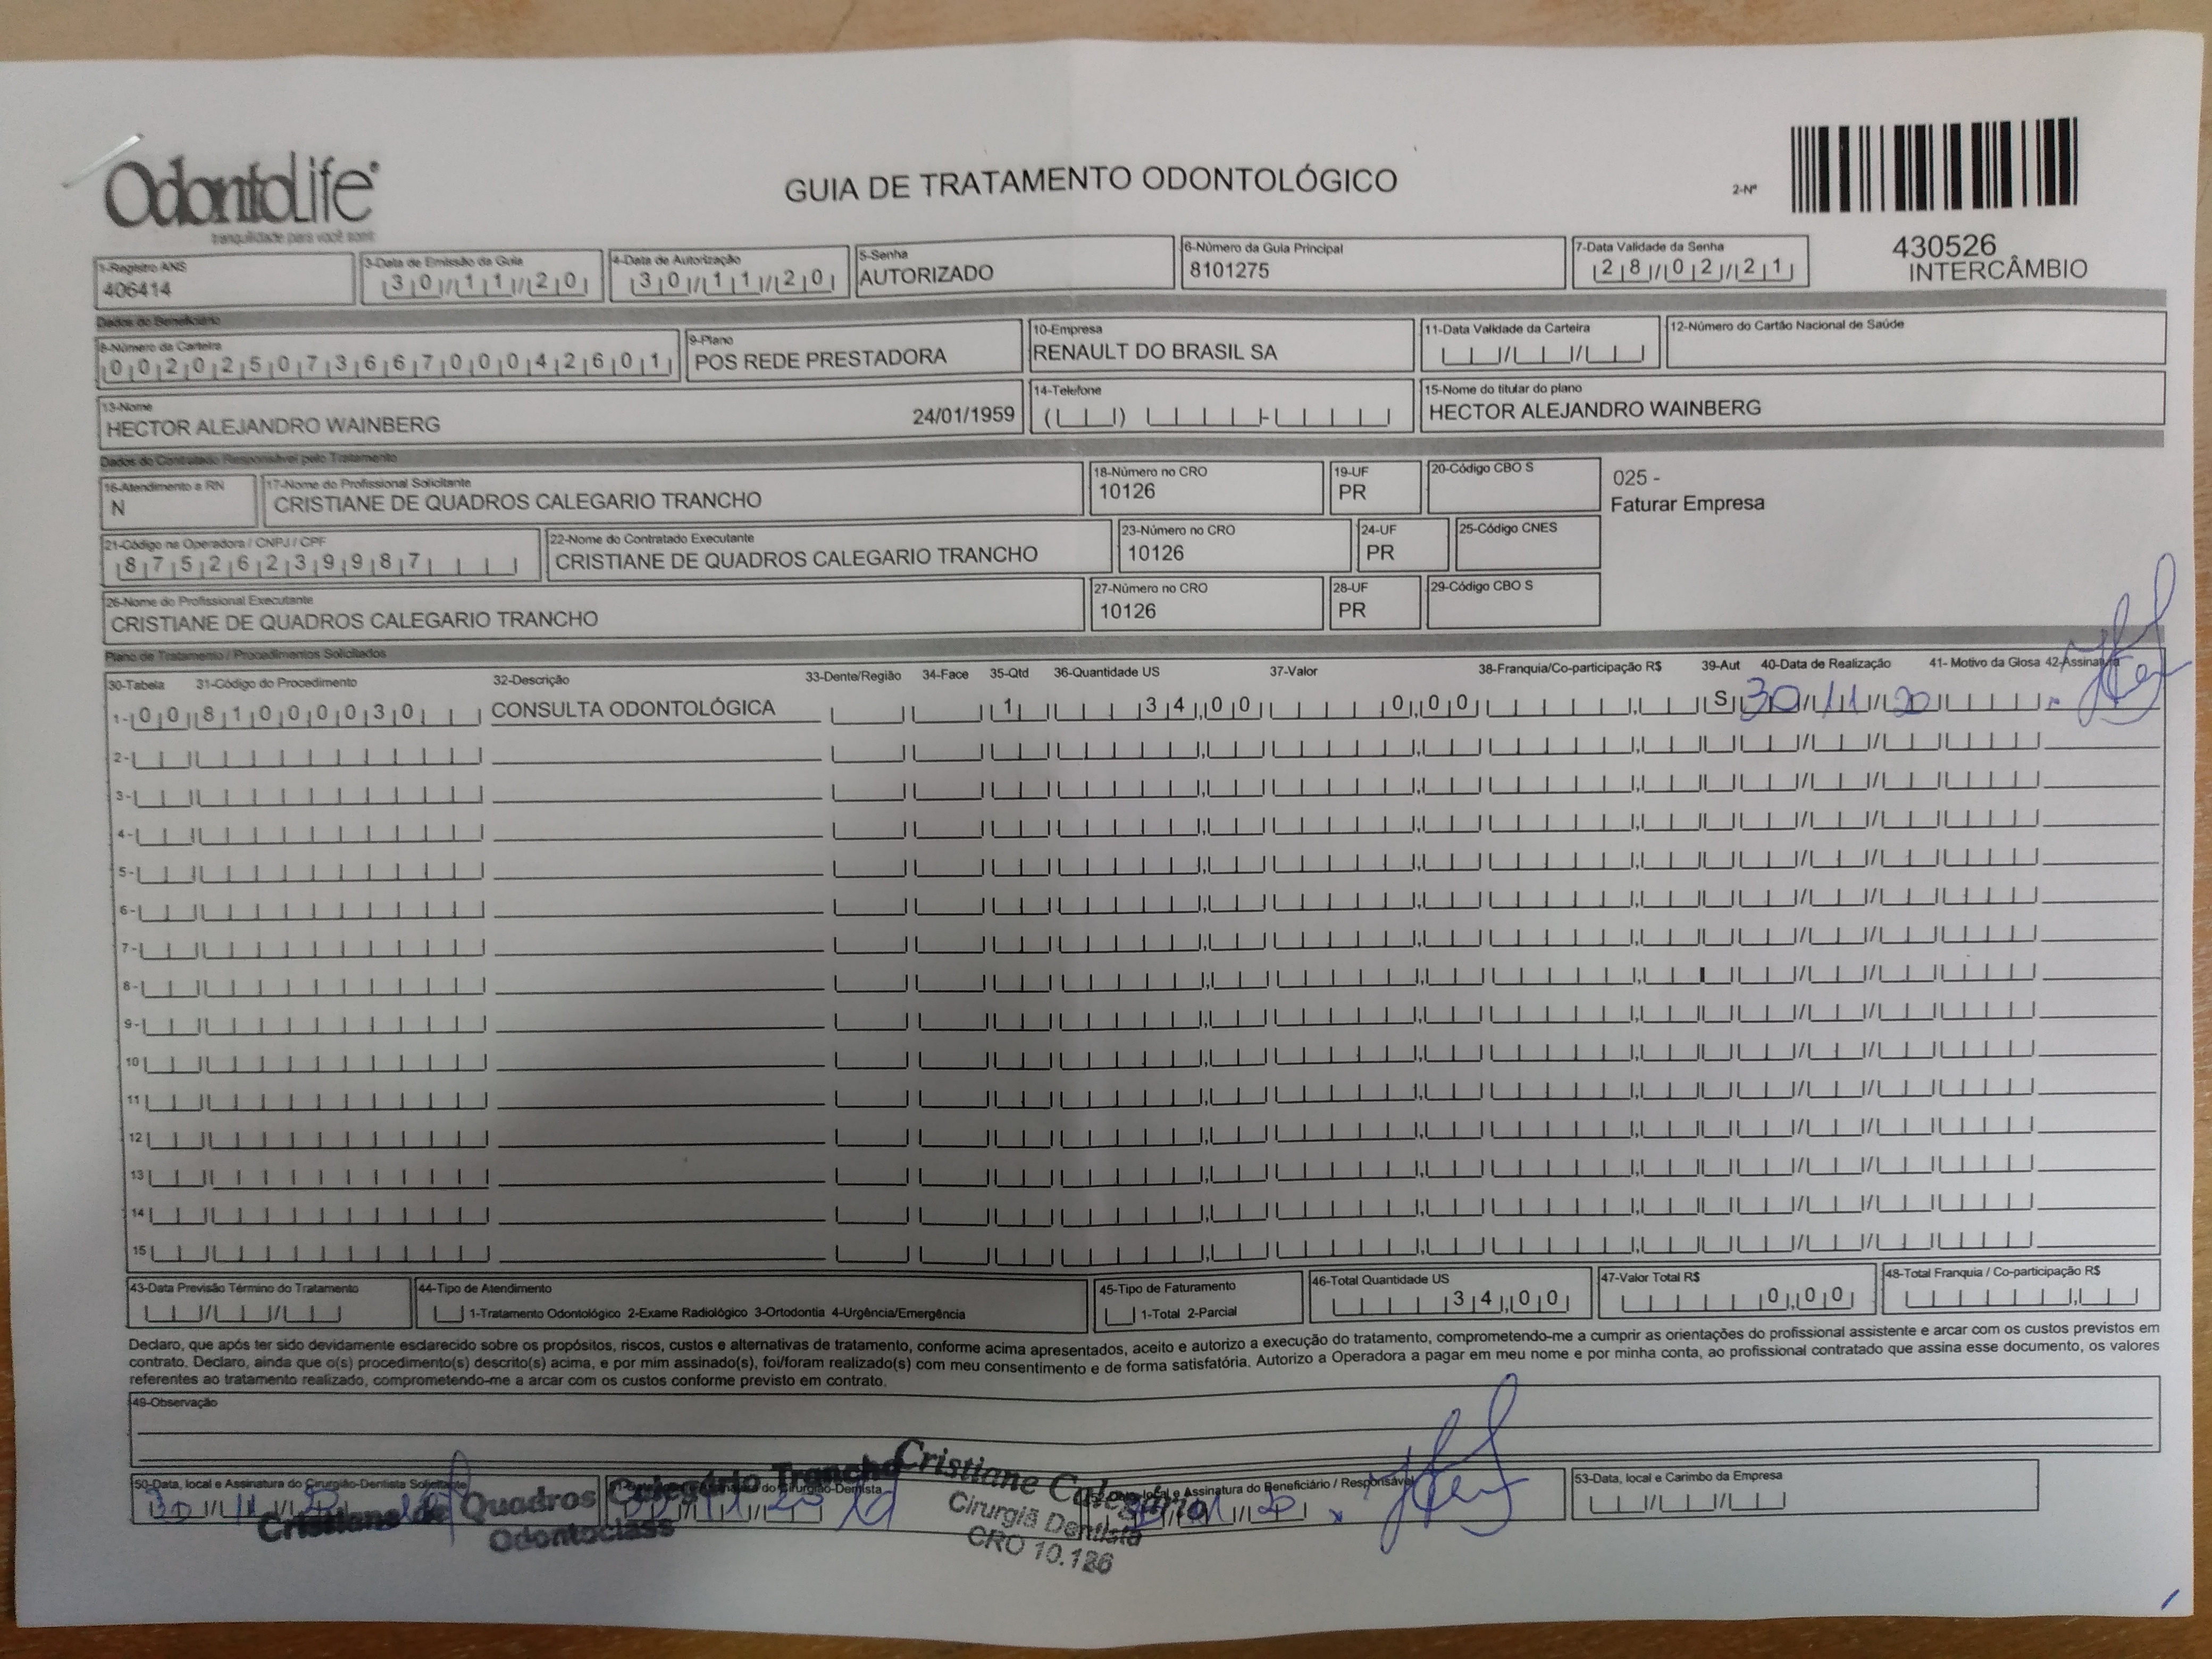 OdontoLife®
tranquilidade para você sorrir
GUIA DE TRATAMENTO ODONTOLÓGICO
2-Nº
430526
INTERCÂMBIO
1-Registro ANS
406414
3-Data de Emissão da Guia
30/11/20
4-Data de Autorização
30/11/20
5-Senha
AUTORIZADO
6-Número da Guia Principal
8101275
7-Data Validade da Senha
28/02/21
Dados do Beneficiário
8-Número da Carteira
00202507366700042601
9-Plano
POS REDE PRESTADORA
10-Empresa
RENAULT DO BRASIL SA
11-Data Validade da Carteira
12-Número do Cartão Nacional de Saúde
13-Nome
HECTOR ALEJANDRO WAINBERG 24/01/1959
14-Telefone
15-Nome do titular do plano
HECTOR ALEJANDRO WAINBERG
Dados do Contratado Responsável pelo Tratamento
16-Atendimento a RN
N
17-Nome do Profissional Solicitante
CRISTIANE DE QUADROS CALEGARIO TRANCHO
18-Número no CRO
10126
19-UF
PR
20-Código CBO S
025 -
Faturar Empresa
21-Código na Operadora / CNPJ / CPF
87526239987
22-Nome do Contratado Executante
CRISTIANE DE QUADROS CALEGARIO TRANCHO
23-Número no CRO
10126
24-UF
PR
25-Código CNES
26-Nome do Profissional Executante
CRISTIANE DE QUADROS CALEGARIO TRANCHO
27-Número no CRO
10126
28-UF
PR
29-Código CBO S
Plano de Tratamento / Procedimentos Solicitados
30-Tabela 31-Código do Procedimento 32-Descrição 33-Dente/Região 34-Face 35-Qtd 36-Quantidade US 37-Valor 38-Franquia/Co-participação R$ 39-Aut 40-Data de Realização 41- Motivo da Glosa 42-Assinatura
1- 00 81000030 CONSULTA ODONTOLÓGICA 1 34,00 0,00 S 30/11/20
2-
3-
4-
5-
6-
7-
8-
9-
10
11
12
13
14
15
43-Data Previsão Término do Tratamento
44-Tipo de Atendimento
1-Tratamento Odontológico 2-Exame Radiológico 3-Ortodontia 4-Urgência/Emergência
45-Tipo de Faturamento
1-Total 2-Parcial
46-Total Quantidade US
34,00
47-Valor Total R$
0,00
48-Total Franquia / Co-participação R$
Declaro, que após ter sido devidamente esclarecido sobre os propósitos, riscos, custos e alternativas de tratamento, conforme acima apresentados, aceito e autorizo a execução do tratamento, comprometendo-me a cumprir as orientações do profissional assistente e arcar com os custos previstos em
contrato. Declaro, ainda que o(s) procedimento(s) descrito(s) acima, e por mim assinado(s), foi/foram realizado(s) com meu consentimento e de forma satisfatória. Autorizo a Operadora a pagar em meu nome e por minha conta, ao profissional contratado que assina esse documento, os valores
referentes ao tratamento realizado, comprometendo-me a arcar com os custos conforme previsto em contrato.
49-Observação
50-Data, local e Assinatura do Cirurgião-Dentista Solicitante
30/11/20
do Cirurgião-Dentista
local e Assinatura do Beneficiário / Responsável
53-Data, local e Carimbo da Empresa
Cristiane de Quadros Calegário Trancho
Odontoclass
Cristiane Calegário
Cirurgiã Dentista
CRO 10.126